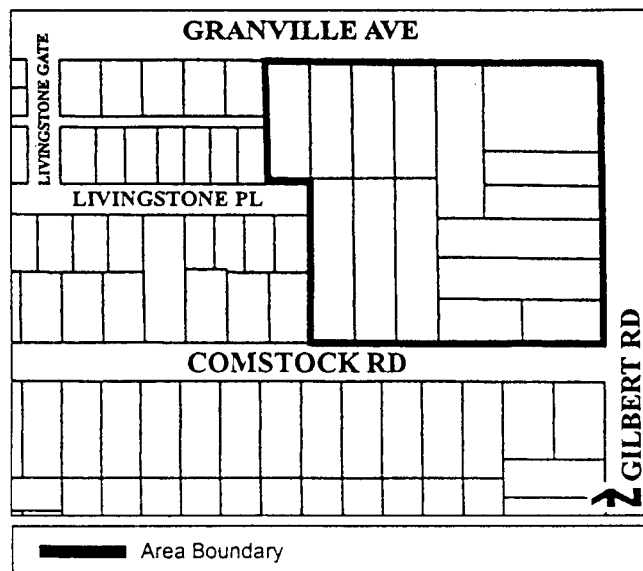 GRANVILLE AVE
LIVINGSTONE GATE
LIVINGSTONE PL
COMSTOCK RD
GILBERT RD
Area Boundary